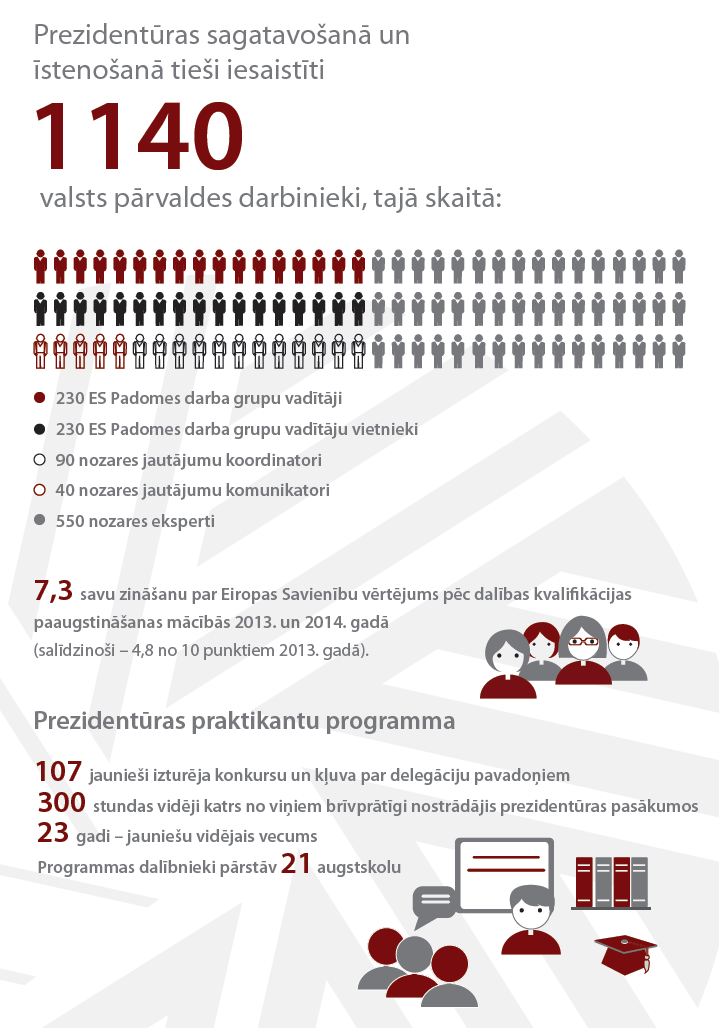 Prezidentūras sagatavošanā un
īstenošanā tieši iesaistīti
1140
valsts pārvaldes darbinieki, tajā skaitā:
230 ES Padomes darba grupu vadītāji
230 ES Padomes darba grupu vadītāju vietnieki
90 nozares jautājumu koordinatori
40 nozares jautājumu komunikatori
550 nozares eksperti
7,3 savu zināšanu par Eiropas Savienību vērtējums pēc dalības kvalifikācijas
paaugstināšanas mācībās 2013. un 2014. gadā
(salīdzinoši – 4,8 no 10 punktiem 2013. gadā).
Prezidentūras praktikantu programma
107 jaunieši izturēja konkursu un kļuva par delegāciju pavadoņiem
300 stundas vidēji katrs no viņiem brīvprātīgi nostrādājis prezidentūras pasākumos
23 gadi – jauniešu vidējais vecums
Programmas dalībnieki pārstāv 21 augstskolu